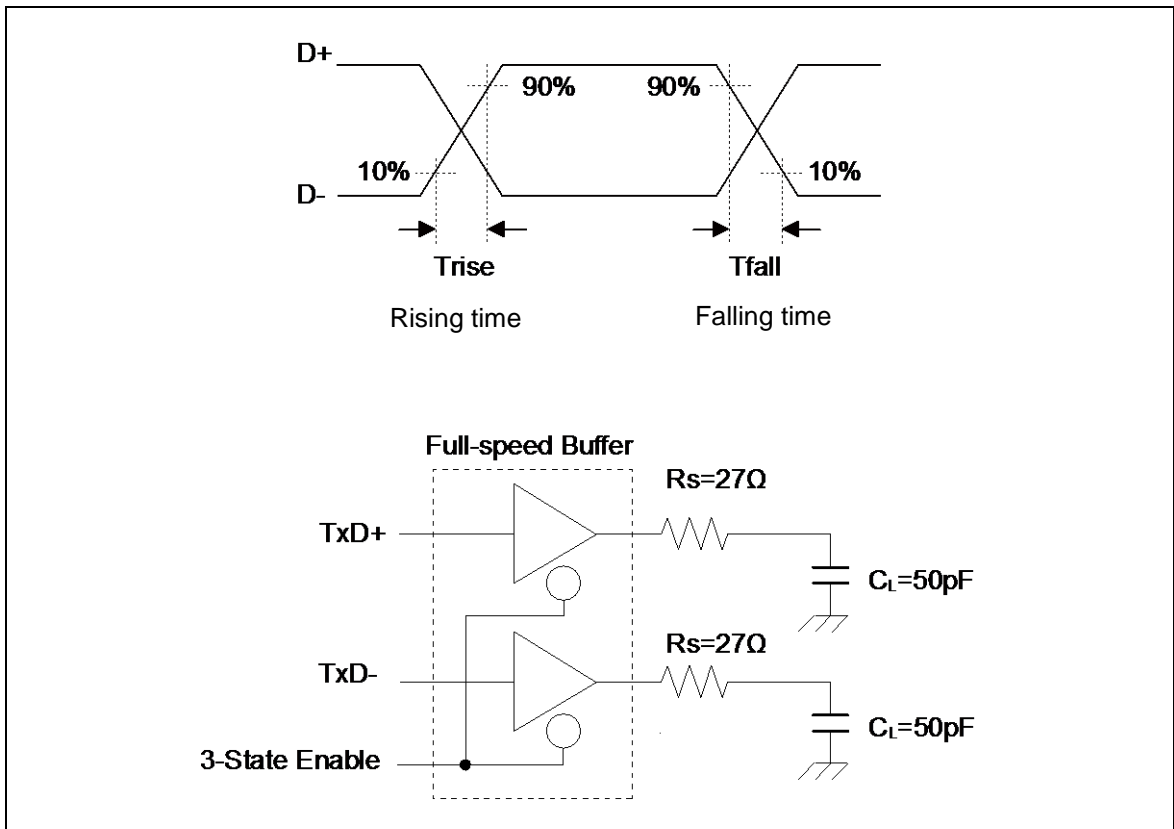 D+
90%
90%
10%
10%
D-
Trise
Tfall
Rising time
Falling time
Full-speed Buffer
Rs=27Ω
TxD+
CL=50pF
Rs=27Ω
TxD-
CL=50pF
3-State Enable